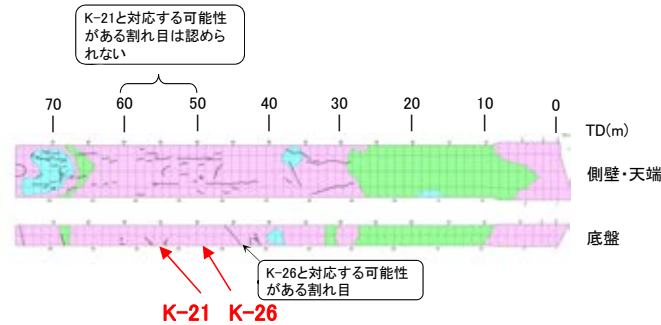 K-21と対応する可能性
がある割れ目は認めら
れない
70 60 50 40 30 20 10 0
TD(m)
側壁・天端
底盤
K-26と対応する可能性
がある割れ目
K-21 K-26